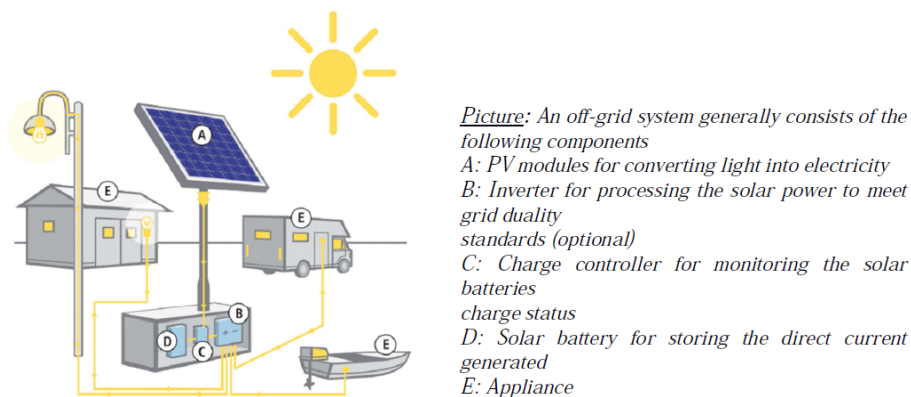 A
E
E
B
D
C
E
Picture: An off-grid system generally consists of the
following components
A: PV modules for converting light into electricity
B: Inverter for processing the solar power to meet
grid duality
standards (optional)
C: Charge controller for monitoring the solar
batteries
charge status
D: Solar battery for storing the direct current
generated
E: Appliance